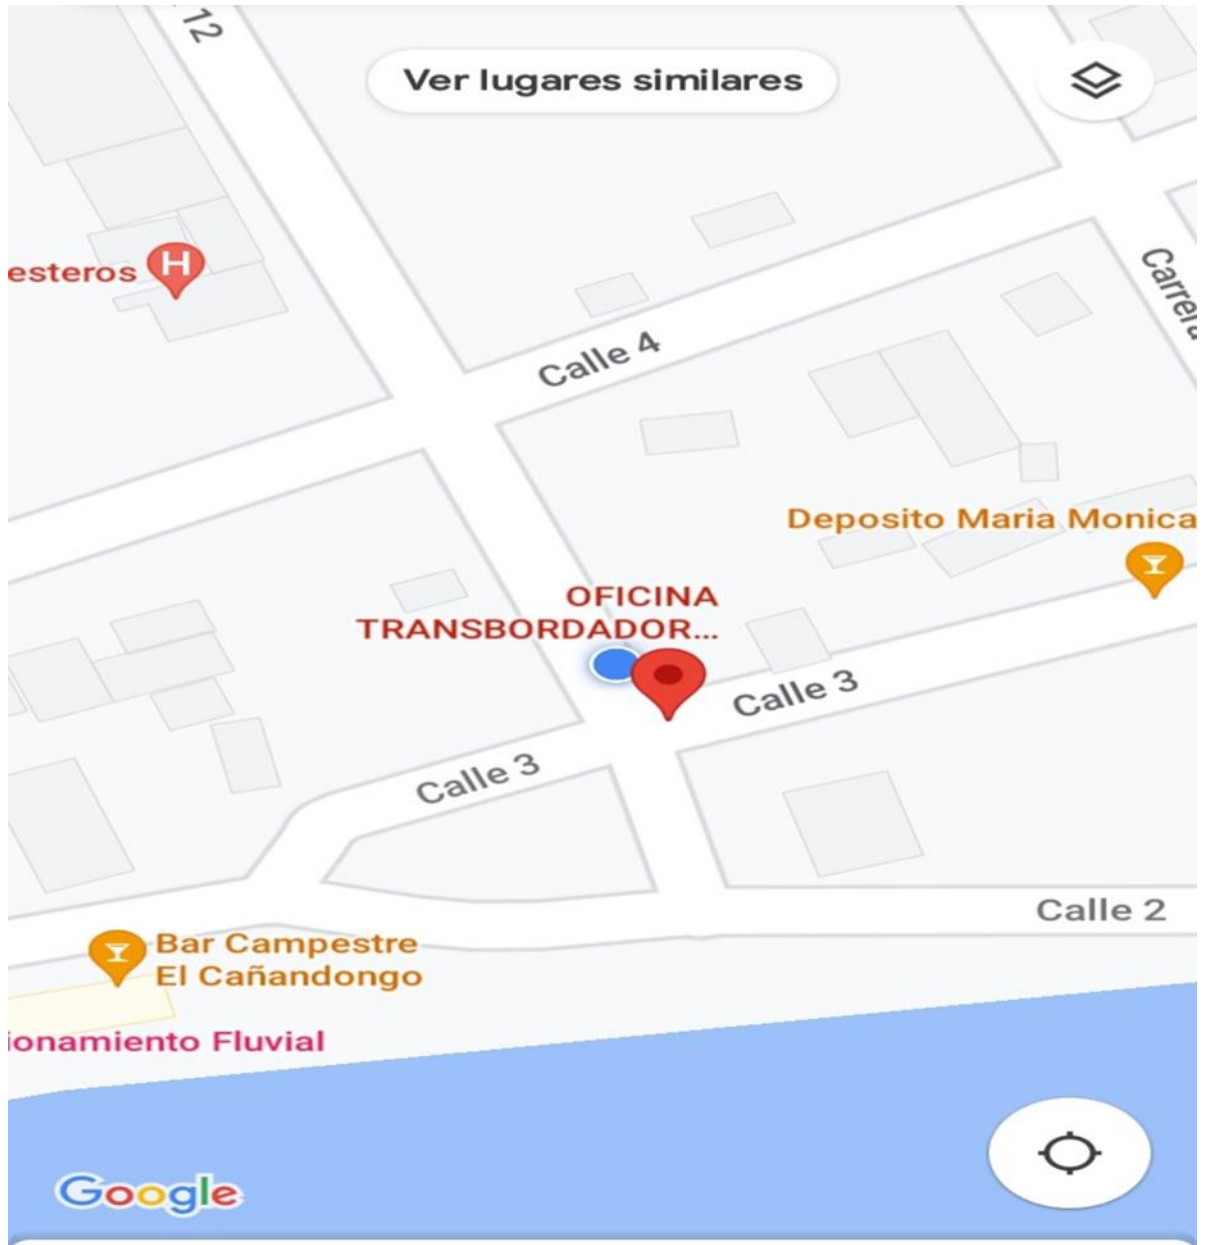 12
Ver lugares similares
esteros
H
Carrera
Calle 4
Deposito Maria Monica
OFICINA
TRANSBORDADOR...
Calle 3
Calle 3
Calle 2
Bar Campestre
El Cañandongo
ionamiento Fluvial
Google